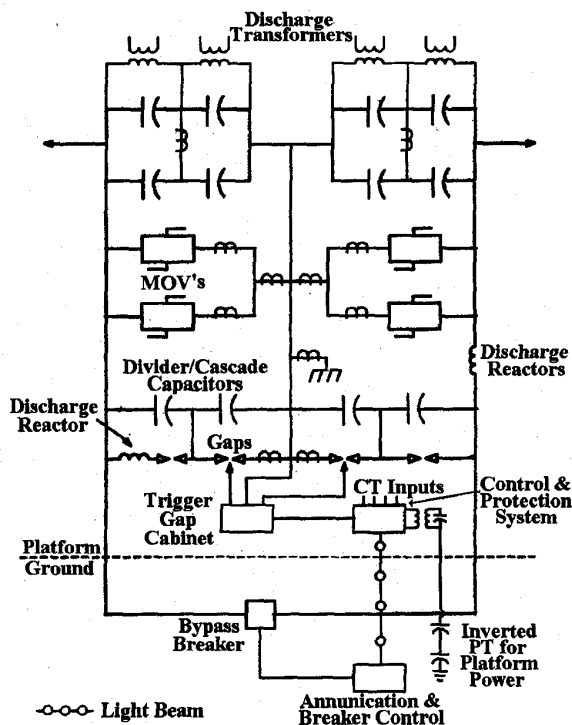 Discharge
Transformers
MOV's
Discharge
Reactors
Divider/Cascade
Capacitors
Discharge
Reactor
Gaps
CT Inputs
Control &
Protection
System
Trigger
Gap
Cabinet
Platform
Ground
Bypass
Breaker
Inverted
PT for
Platform
Power
Annunication &
Breaker Control
Light Beam